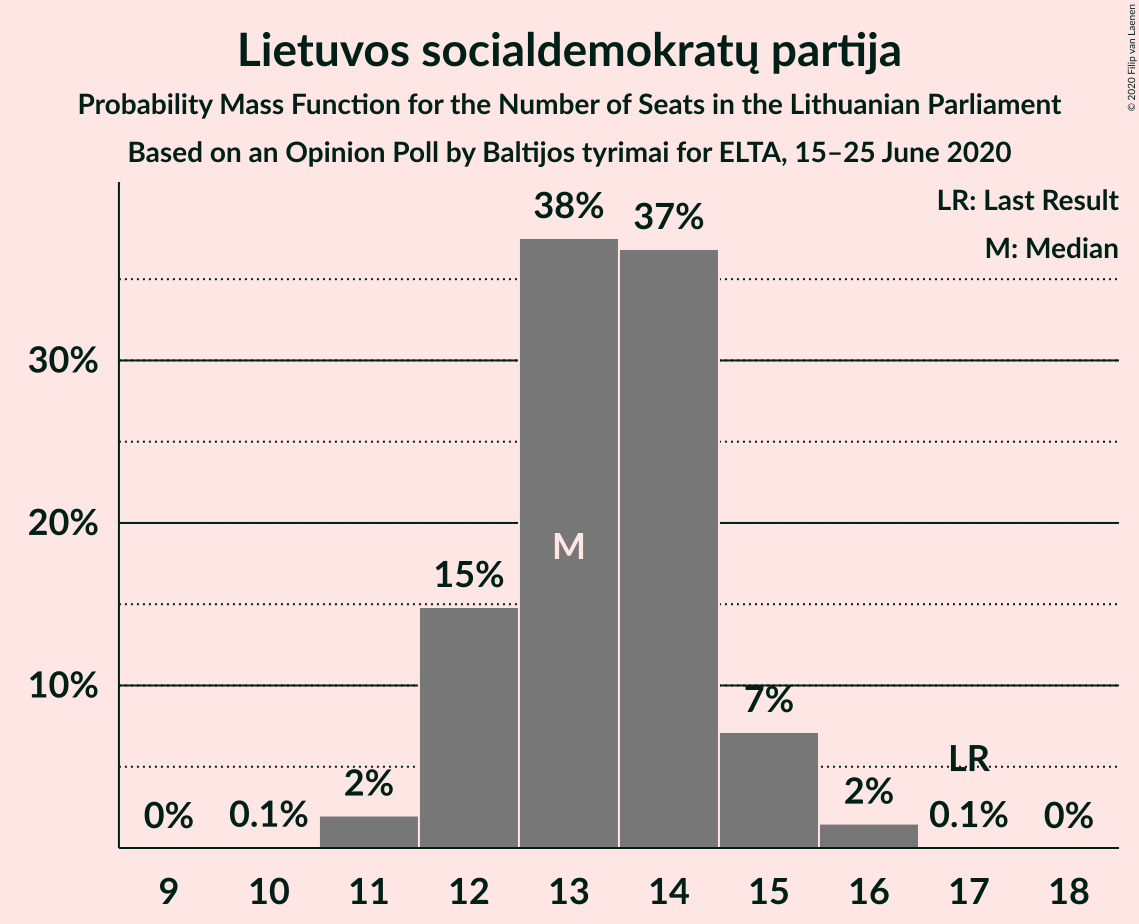 Lietuvos socialdemokratų partija
Probability Mass Function for the Number of Seats in the Lithuanian Parliament
Based on an Opinion Poll by Baltijos tyrimai for ELTA, 15–25 June 2020
© 2020 Filip van Laenen
LR: Last Result
M: Median
38%
37%
30%
20%
M
15%
10%
7%
LR
2%
2%
0%
0.1%
0.1%
0%
9 10 11 12 13 14 15 16 17 18